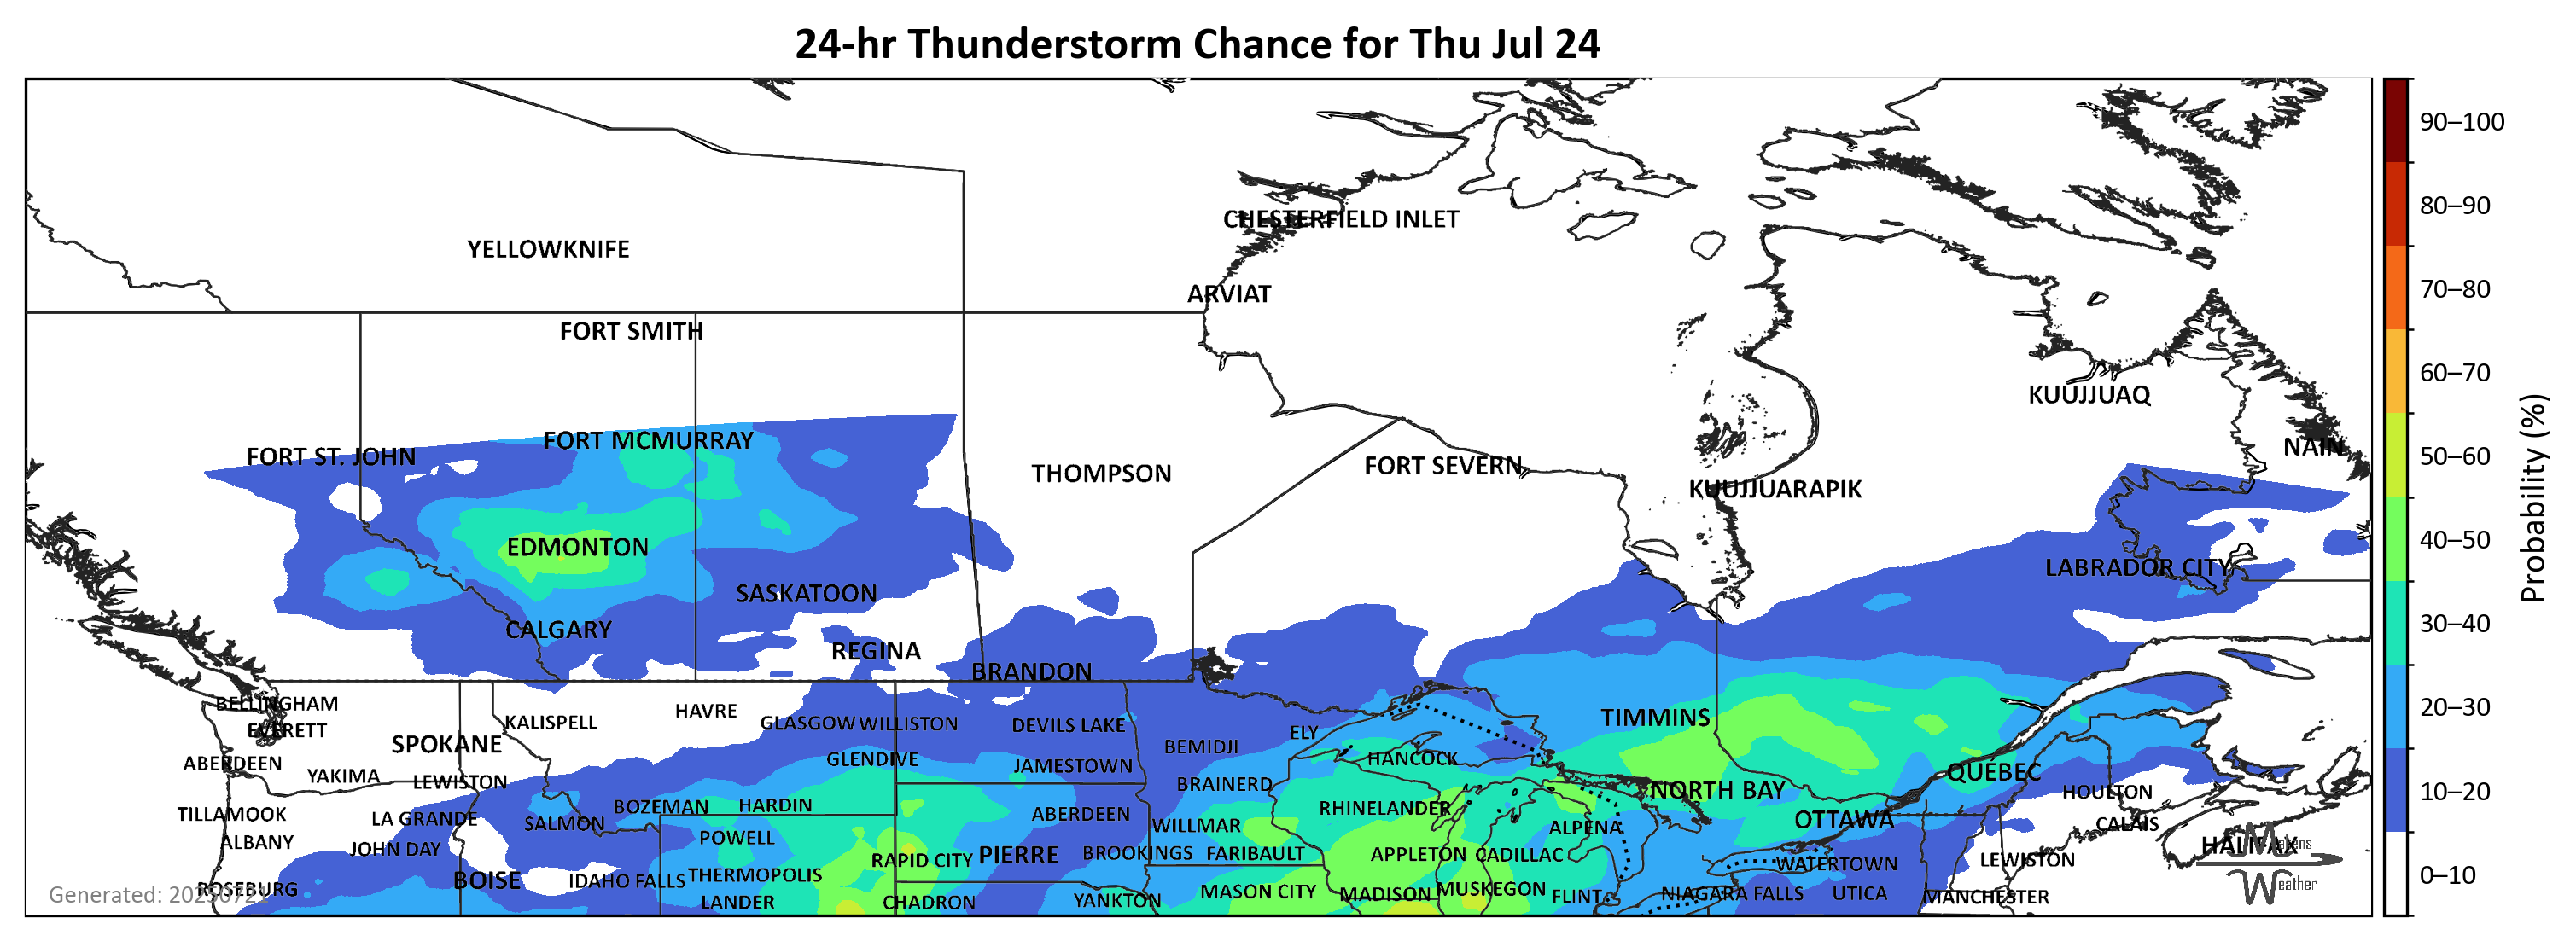 24-hr Thunderstorm Chance for Thu Jul 24
90–100
80–90
CHESTERFIELD INLET
YELLOWKNIFE
70–80
ARVIAT
FORT SMITH
60–70
KUUJJUAQ
FORT MCMURRAY
NAIN
FORT ST. JOHN
50–60
FORT SEVERN
THOMPSON
KUUJJUARAPIK
Probability (%)
40–50
EDMONTON
LABRADOR CITY
SASKATOON
30–40
CALGARY
REGINA
BRANDON
20–30
BELLINGHAM
HAVRE
TIMMINS
KALISPELL
GLASGOW
WILLISTON
DEVILS LAKE
EVERETT
ELY
SPOKANE
BEMIDJI
GLENDIVE
HANCOCK
ABERDEEN
JAMESTOWN
QUÉBEC
YAKIMA
LEWISTON
BRAINERD
NORTH BAY
HOULTON
10–20
BOZEMAN
HARDIN
RHINELANDER
TILLAMOOK
ABERDEEN
LA GRANDE
OTTAWA
SALMON
CALAIS
WILLMAR
ALPENA
POWELL
ALBANY
HALIFAX
Makens
Weather
JOHN DAY
BROOKINGS
FARIBAULT
APPLETON
CADILLAC
PIERRE
RAPID CITY
LEWISTON
WATERTOWN
THERMOPOLIS
0–10
BOISE
IDAHO FALLS
ROSEBURG
MASON CITY
MUSKEGON
MADISON
NIAGARA FALLS
UTICA
Generated: 20250721
FLINT
MANCHESTER
YANKTON
LANDER
CHADRON